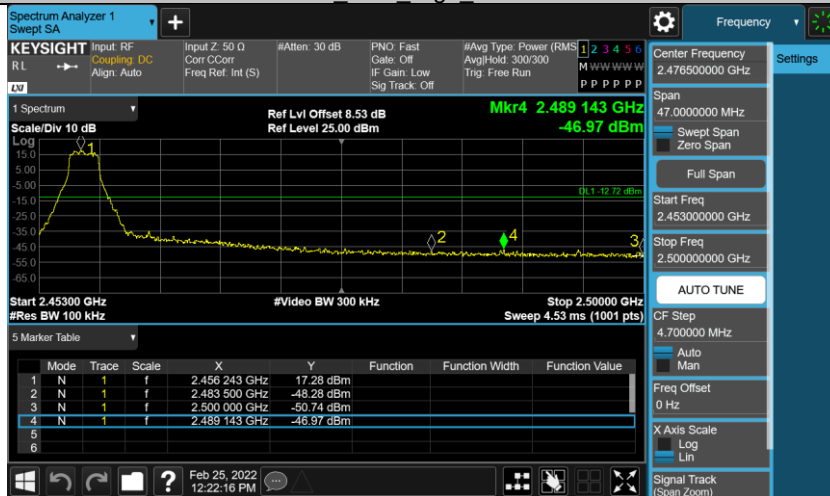 Spectrum Analyzer 1
Swept SA
+
Frequency
KEYSIGHT
RL
LXI
Input: RF
Coupling: DC
Align: Auto
Input Z: 50 Ω
Corr CCorr
Freq Ref: Int (S)
#Atten: 30 dB
PNO: Fast
Gate: Off
IF Gain: Low
Sig Track: Off
#Avg Type: Power (RMS
Avg|Hold: 300/300
Trig: Free Run
1 2 3 4 5 6
M W W W W W
P P P P P P
Settings
Center Frequency
2.476500000 GHz
Span
47.0000000 MHz
Swept Span
Zero Span
Full Span
Start Freq
2.453000000 GHz
Stop Freq
2.500000000 GHz
AUTO TUNE
CF Step
4.700000 MHz
Auto
Man
Freq Offset
0 Hz
X Axis Scale
Log
Lin
Signal Track
(Span Zoom)
1 Spectrum
Scale/Div 10 dB
Ref Lvl Offset 8.53 dB
Ref Level 25.00 dBm
Mkr4 2.489 143 GHz
-46.97 dBm
Log
15.0
5.00
-5.00
-15.0
-25.0
-35.0
-45.0
-55.0
-65.0
1
DL1 -12.72 dBm
2
4
3
Start 2.45300 GHz
#Res BW 100 kHz
#Video BW 300 kHz
Stop 2.50000 GHz
Sweep 4.53 ms (1001 pts)
5 Marker Table
Mode Trace Scale X Y Function Function Width Function Value
1 N 1 f 2.456 243 GHz 17.28 dBm
2 N 1 f 2.483 500 GHz -48.28 dBm
3 N 1 f 2.500 000 GHz -50.74 dBm
4 N 1 f 2.489 143 GHz -46.97 dBm
5
6
?
Feb 25, 2022
12:22:16 PM